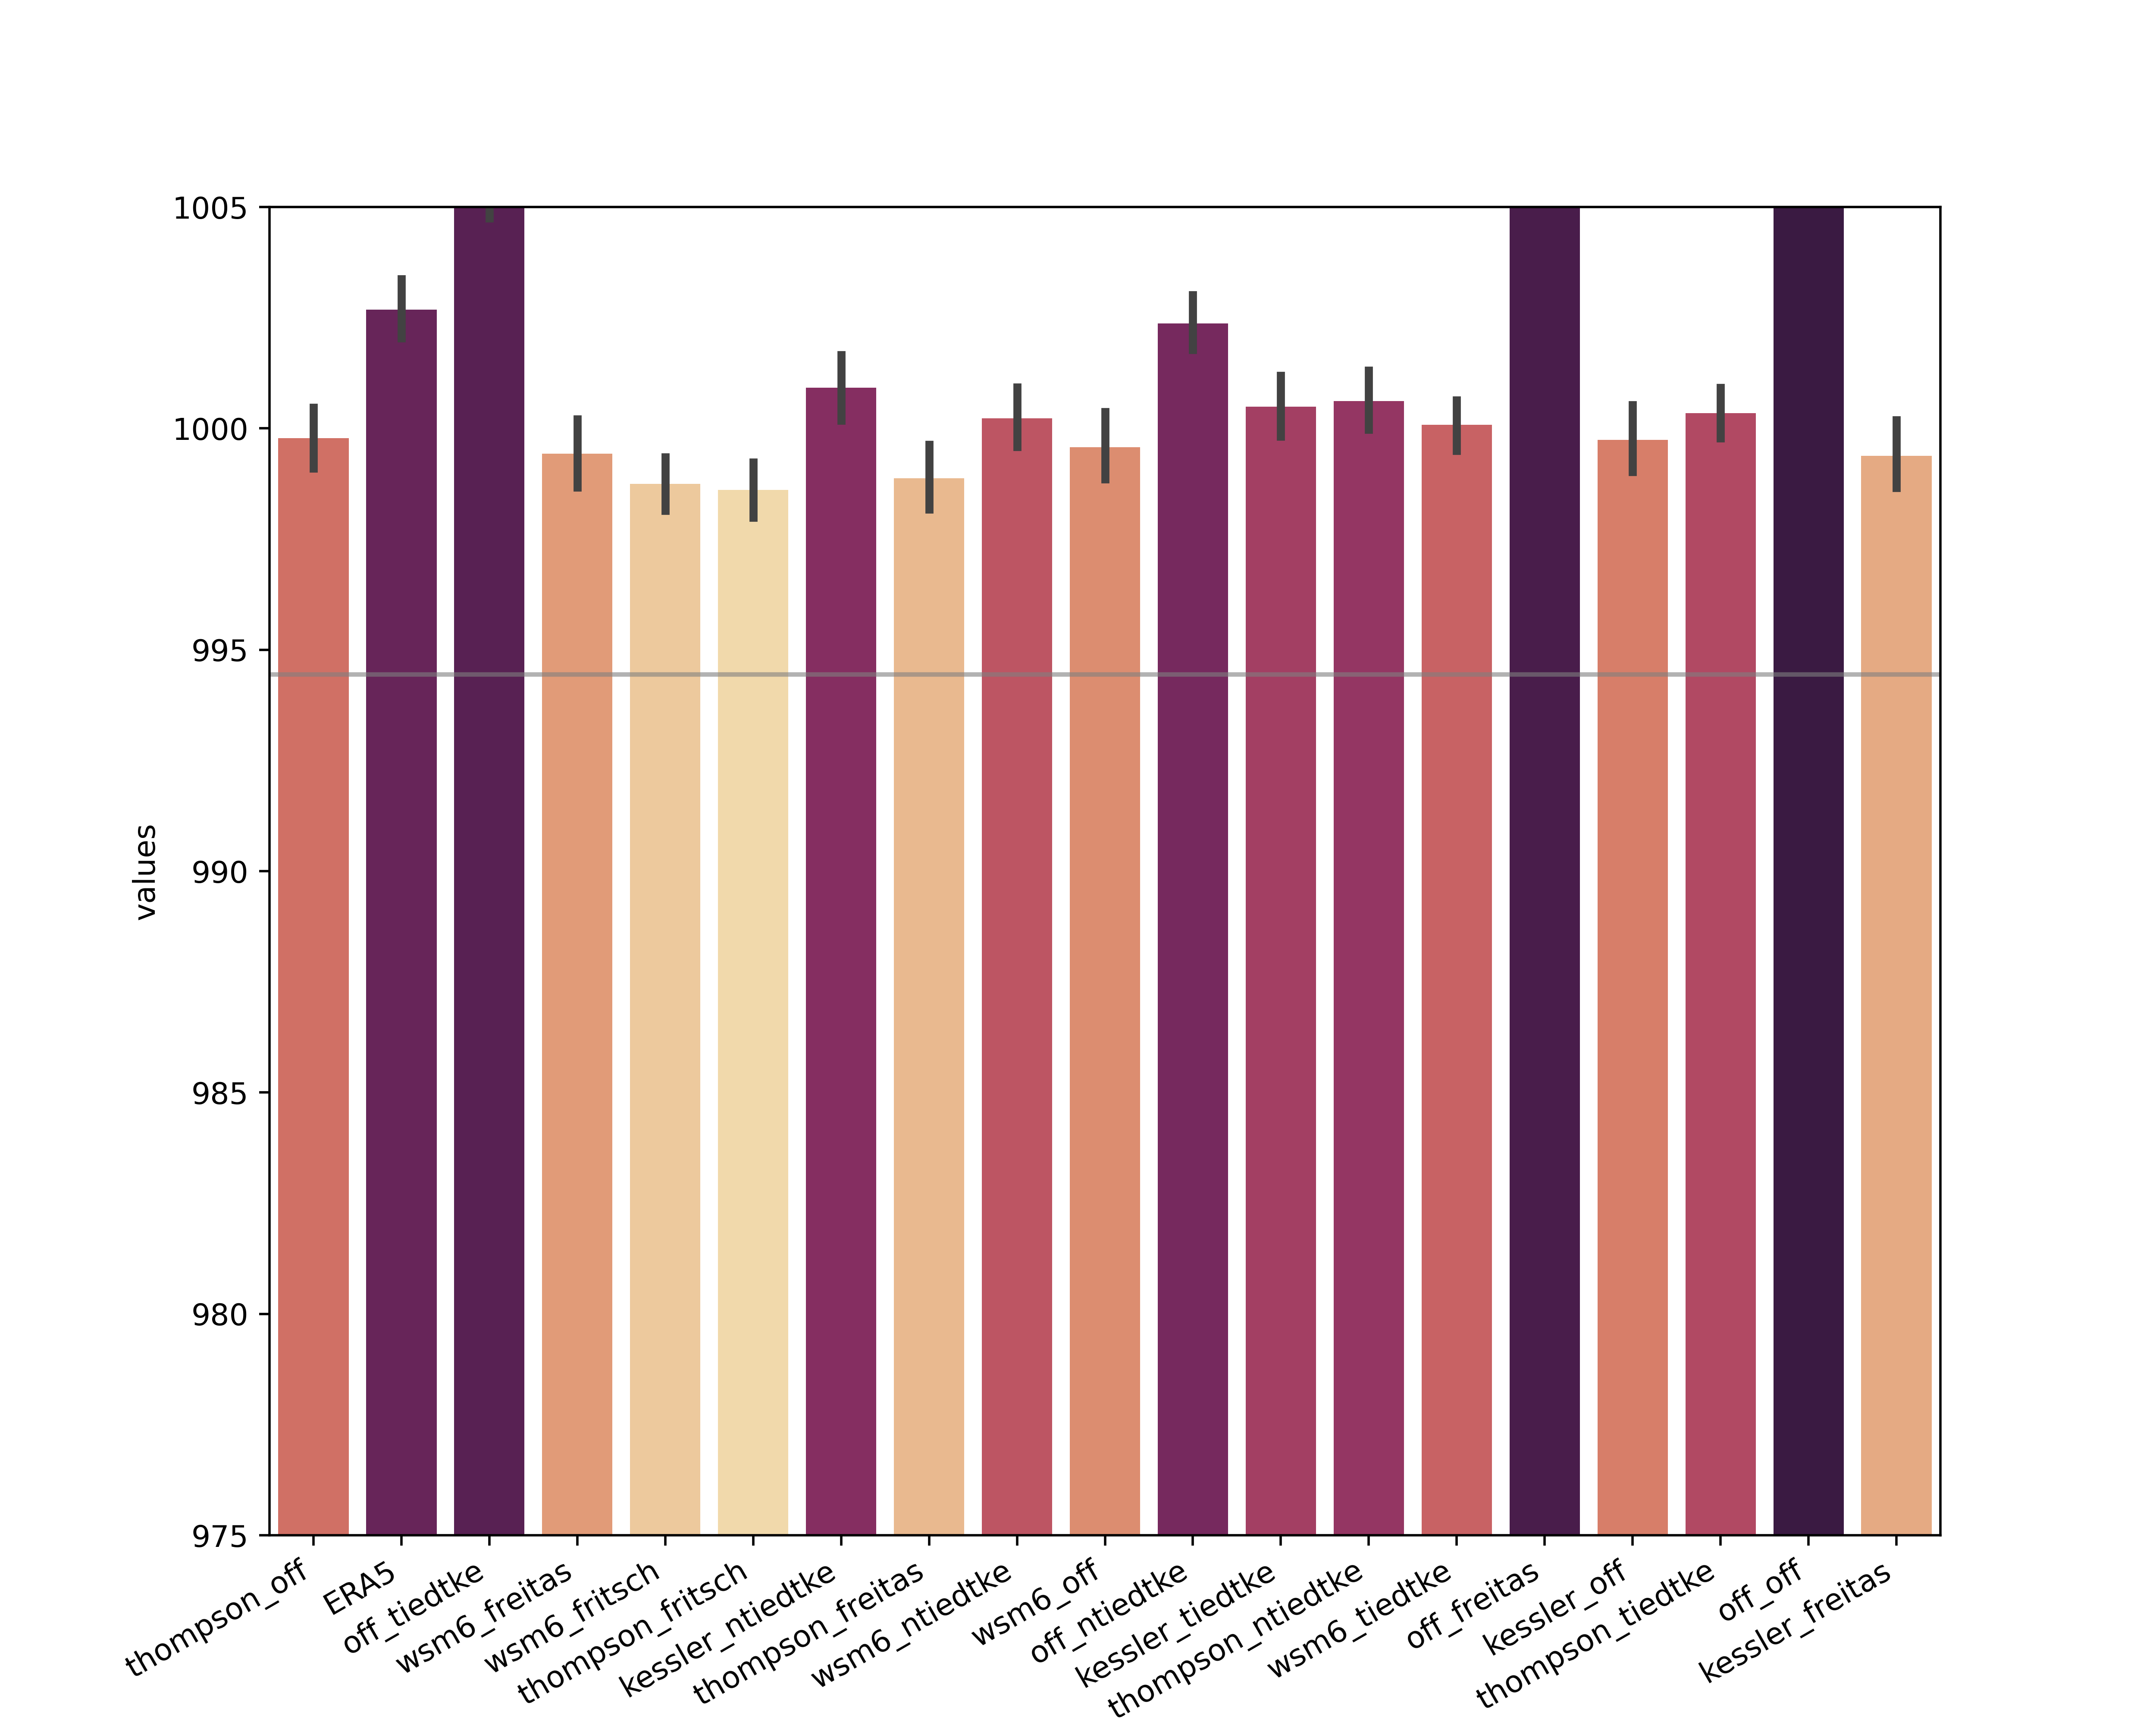 1005
1000
995
990
985
980
975
values
thompson_off
ERA5
off_tiedtke
wsm6_freitas
wsm6_fritsch
thompson_fritsch
kessler_ntiedtke
thompson_freitas
wsm6_ntiedtke
wsm6_off
off_ntiedtke
kessler_tiedtke
thompson_ntiedtke
wsm6_tiedtke
off_freitas
kessler_off
thompson_tiedtke
off_off
kessler_freitas